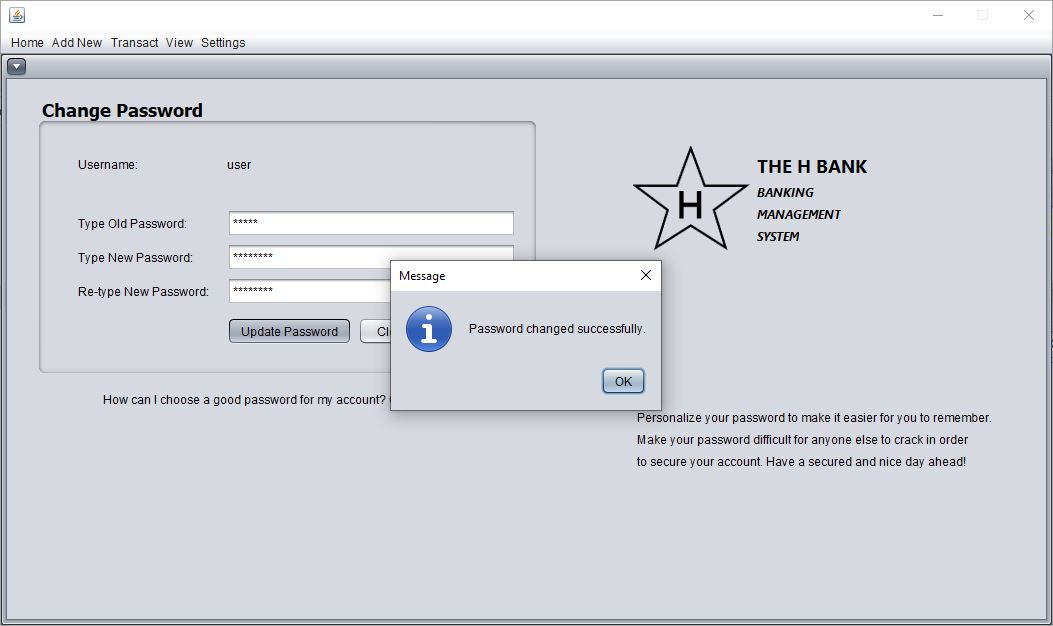 Home Add New Transact View Settings
Change Password
Username: user
Type Old Password: *****
Type New Password: ********
Re-type New Password: ********
Update Password
How can I choose a good password for my account?
H
THE H BANK
BANKING
MANAGEMENT
SYSTEM
Message
Password changed successfully.
OK
Personalize your password to make it easier for you to remember.
Make your password difficult for anyone else to crack in order
to secure your account. Have a secured and nice day ahead!